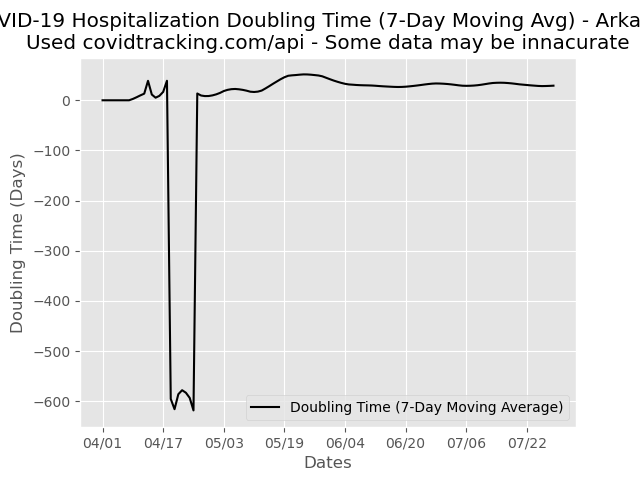 VID-19 Hospitalization Doubling Time (7-Day Moving Avg) - Arka
Used covidtracking.com/api - Some data may be innacurate
Doubling Time (Days)
0
−100
−200
−300
−400
−500
−600
Doubling Time (7-Day Moving Average)
04/01 04/17 05/03 05/19 06/04 06/20 07/06 07/22
Dates